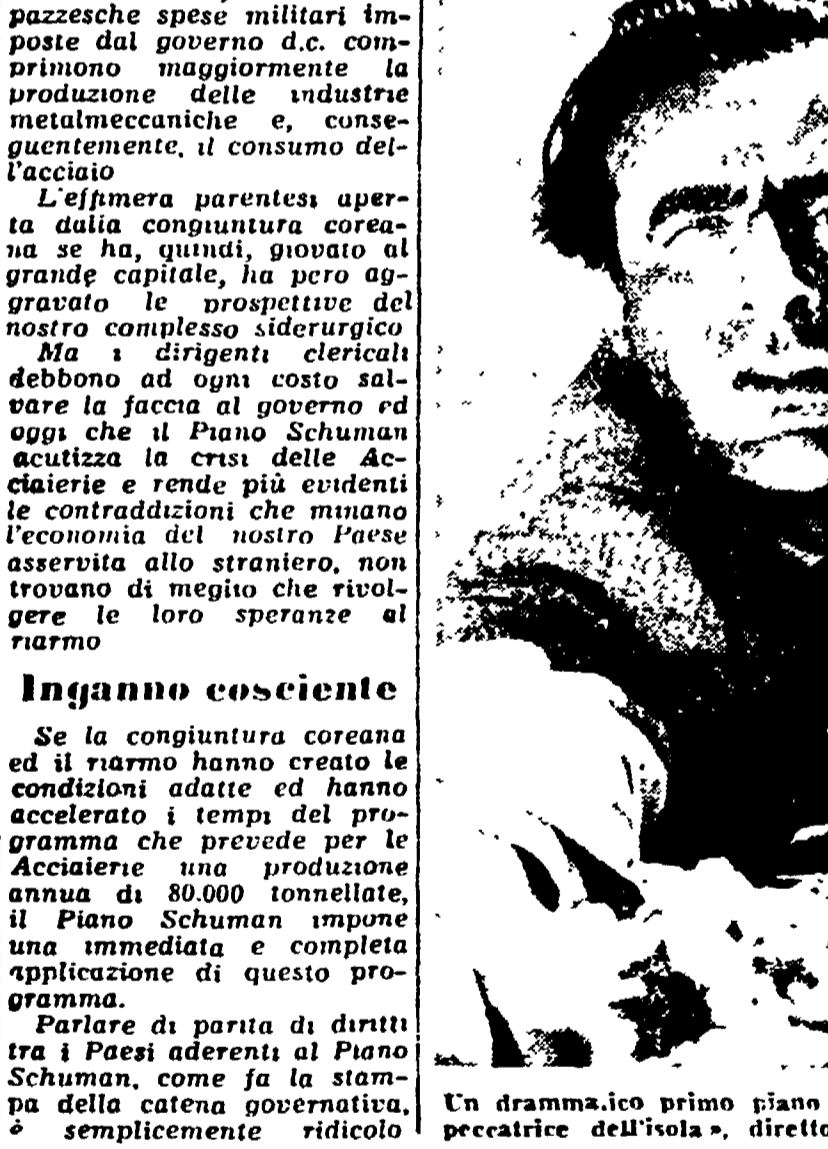 pazzesche spese militari im-
poste dal governo d.c. com-
primono maggiormente la
produzione delle industrie
metalmeccaniche e, conse-
guentemente, il consumo del-
l'acciaio
L'effimera parentesi aper-
ta dalla congiuntura corea-
na se ha, quindi, giovato al
grande capitale, ha però ag-
gravato le prospettive del
nostro complesso siderurgico
Ma i dirigenti clericali
debbono ad ogni costo sal-
vare la faccia al governo ed
oggi che il Piano Schuman
acutizza la crisi delle Ac-
ciaierie e rende più evidenti
le contraddizioni che minano
l'economia del nostro Paese
asservita allo straniero, non
trovano di meglio che rivol-
gere le loro speranze al
riarmo
Inganno cosciente
Se la congiuntura coreana
ed il riarmo hanno creato le
condizioni adatte ed hanno
accelerato i tempi del pro-
gramma che prevede per le
Acciaierie una produzione
annua di 80.000 tonnellate,
il Piano Schuman impone
una immediata e completa
applicazione di questo pro-
gramma.
Parlare di parità di diritti
tra i Paesi aderenti al Piano
Schuman, come fa la stam-
pa della catena governativa,
è semplicemente ridicolo
Un drammatico primo piano
peccatrice dell'isola», diretto